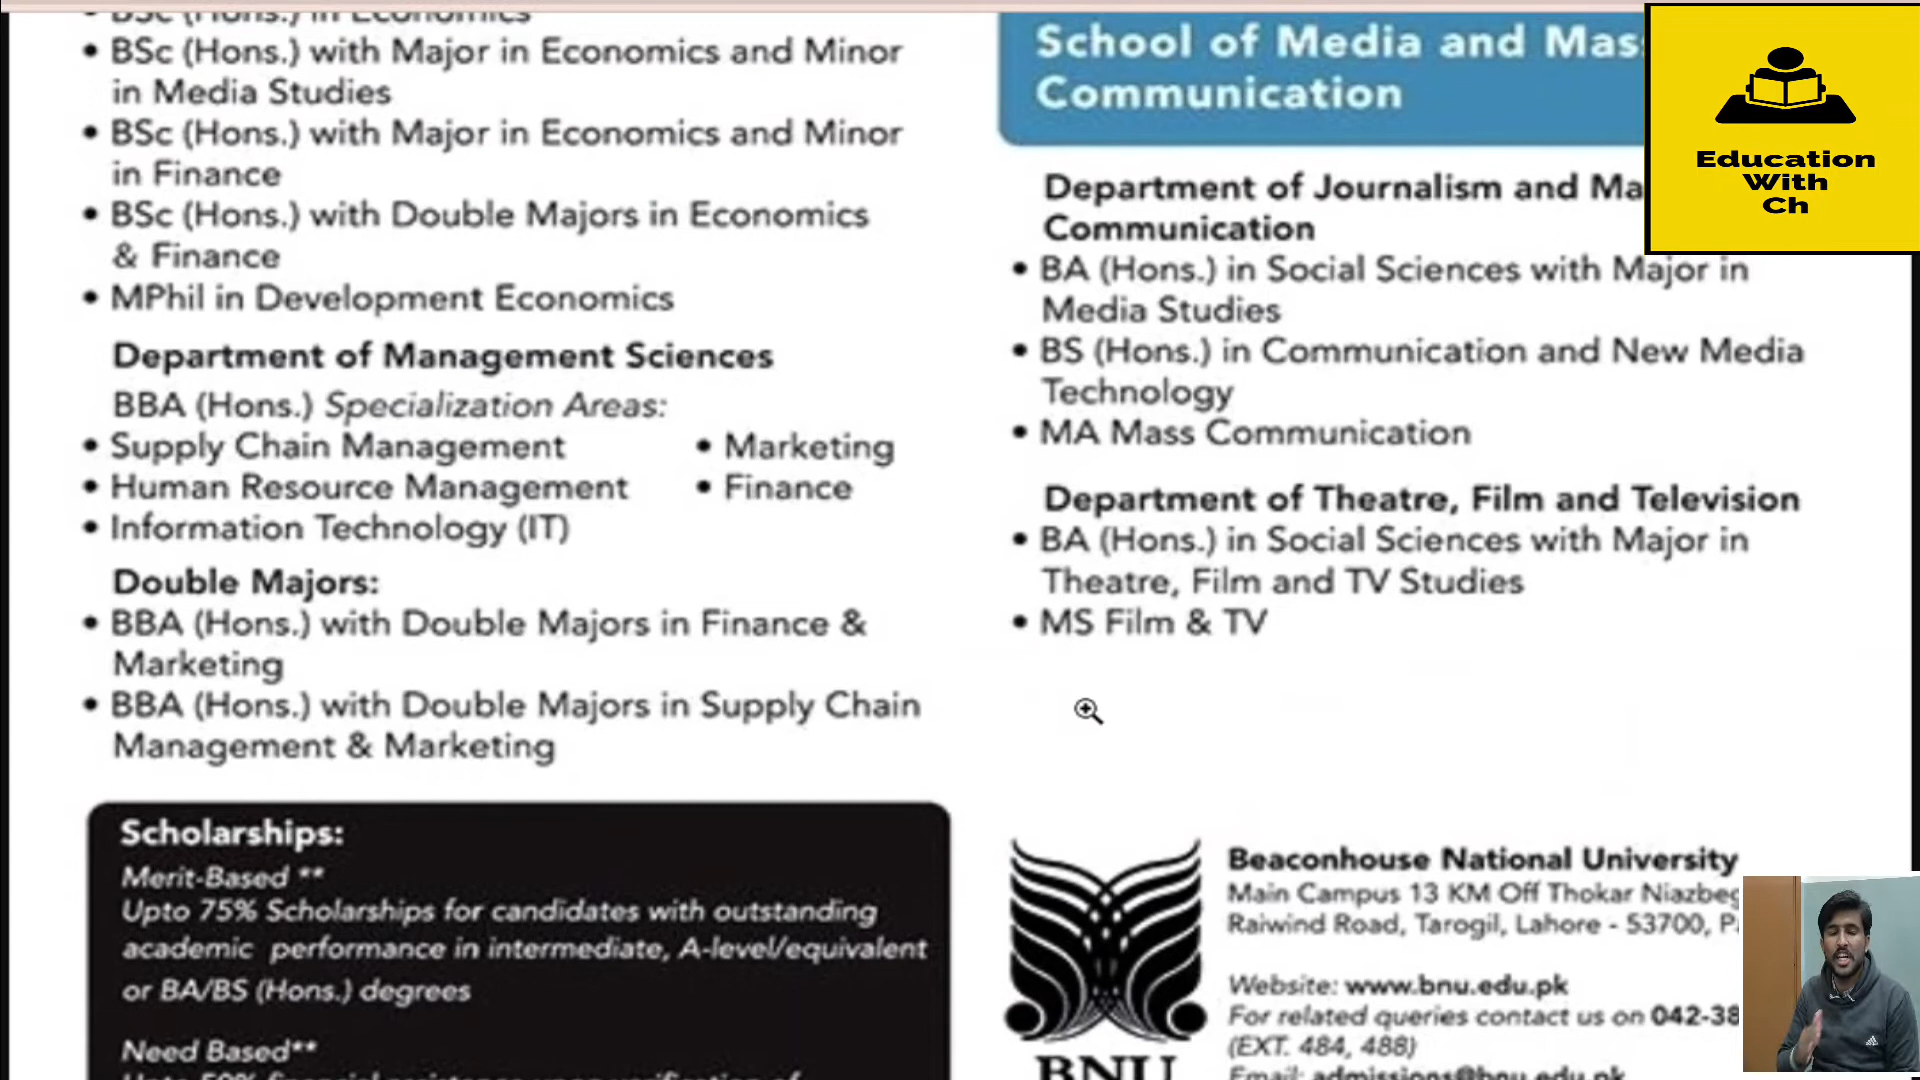 BSc (Hons.) in Economics
• BSc (Hons.) with Major in Economics and Minor
in Media Studies
• BSc (Hons.) with Major in Economics and Minor
in Finance
• BSc (Hons.) with Double Majors in Economics
& Finance
• MPhil in Development Economics
Department of Management Sciences
BBA (Hons.) Specialization Areas:
• Supply Chain Management
• Human Resource Management
• Information Technology (IT)
• Marketing
• Finance
Double Majors:
• BBA (Hons.) with Double Majors in Finance &
Marketing
• BBA (Hons.) with Double Majors in Supply Chain
Management & Marketing
Scholarships:
Merit-Based **
Upto 75% Scholarships for candidates with outstanding
academic performance in intermediate, A-level/equivalent
or BA/BS (Hons.) degrees
Need Based**
School of Media and
Communication
Department of Journalism and
Communication
• BA (Hons.) in Social Sciences with Major in
Media Studies
• BS (Hons.) in Communication and New Media
Technology
• MA Mass Communication
Department of Theatre, Film and Television
• BA (Hons.) in Social Sciences with Major in
Theatre, Film and TV Studies
• MS Film & TV
BNU
Beaconhouse National University
Main Campus 13 KM Off Thokar
Raiwind Road, Tarogil, Lahore - 53700,
Website: www.bnu.edu.pk
For related queries contact us on 042-38
(EXT. 484, 488)
Email: admissions@bnu.edu.pk
Education
With
Ch